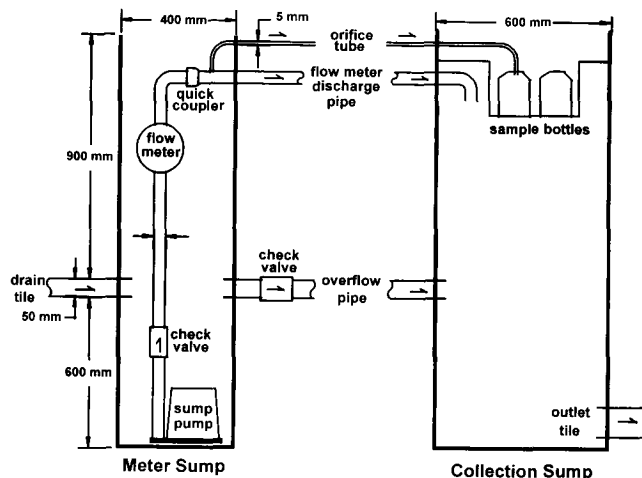 400 mm
5 mm
orifice
tube
600 mm
quick
coupler
flow meter
discharge
pipe
sample bottles
900 mm
flow
meter
drain
tile
check
valve
overflow
pipe
50 mm
check
valve
600 mm
sump
pump
outlet
tile
Meter Sump
Collection Sump